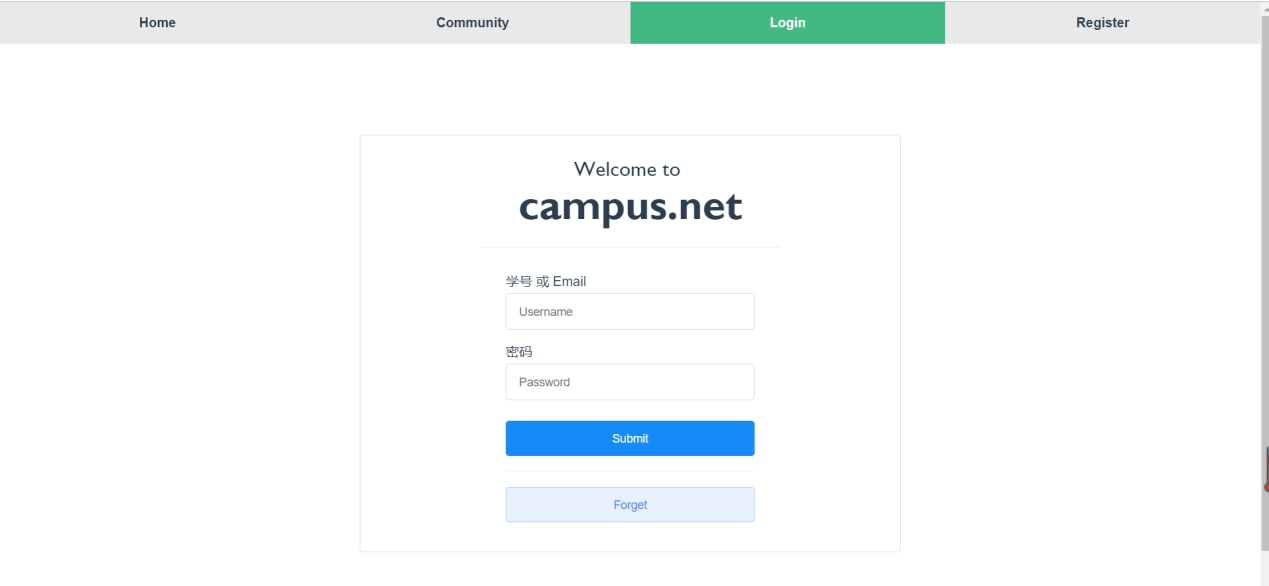 Home Community Login Register
Welcome to
campus.net
学号 或 Email
Username
密码
Password
Submit
Forget